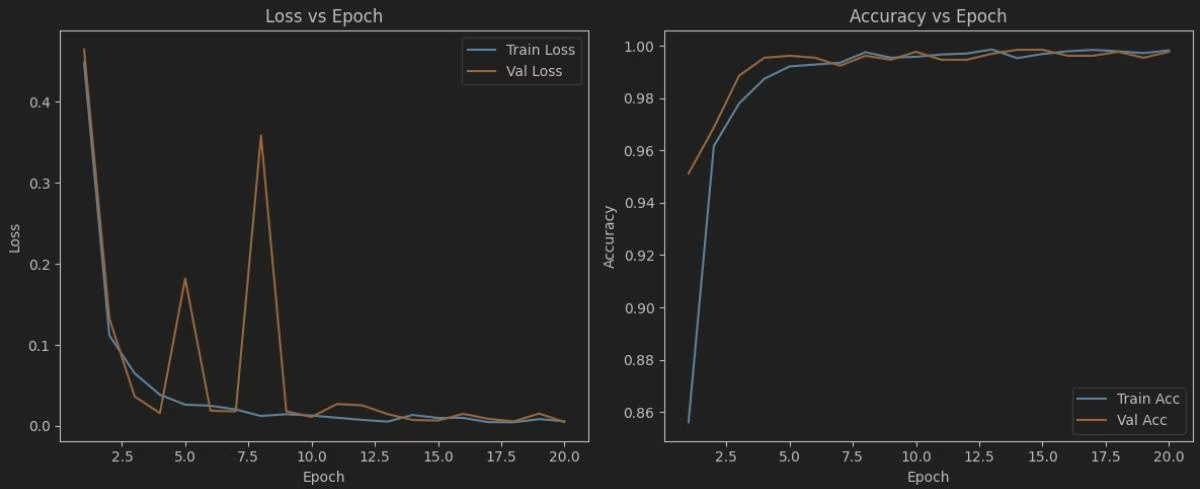 Loss vs Epoch
Train Loss
Val Loss
0.4
0.3
0.2
0.1
0.0
Loss
2.5 5.0 7.5 10.0 12.5 15.0 17.5 20.0
Epoch
Accuracy vs Epoch
1.00
0.98
0.96
0.94
0.92
0.90
0.88
0.86
Accuracy
Train Acc
Val Acc
2.5 5.0 7.5 10.0 12.5 15.0 17.5 20.0
Epoch